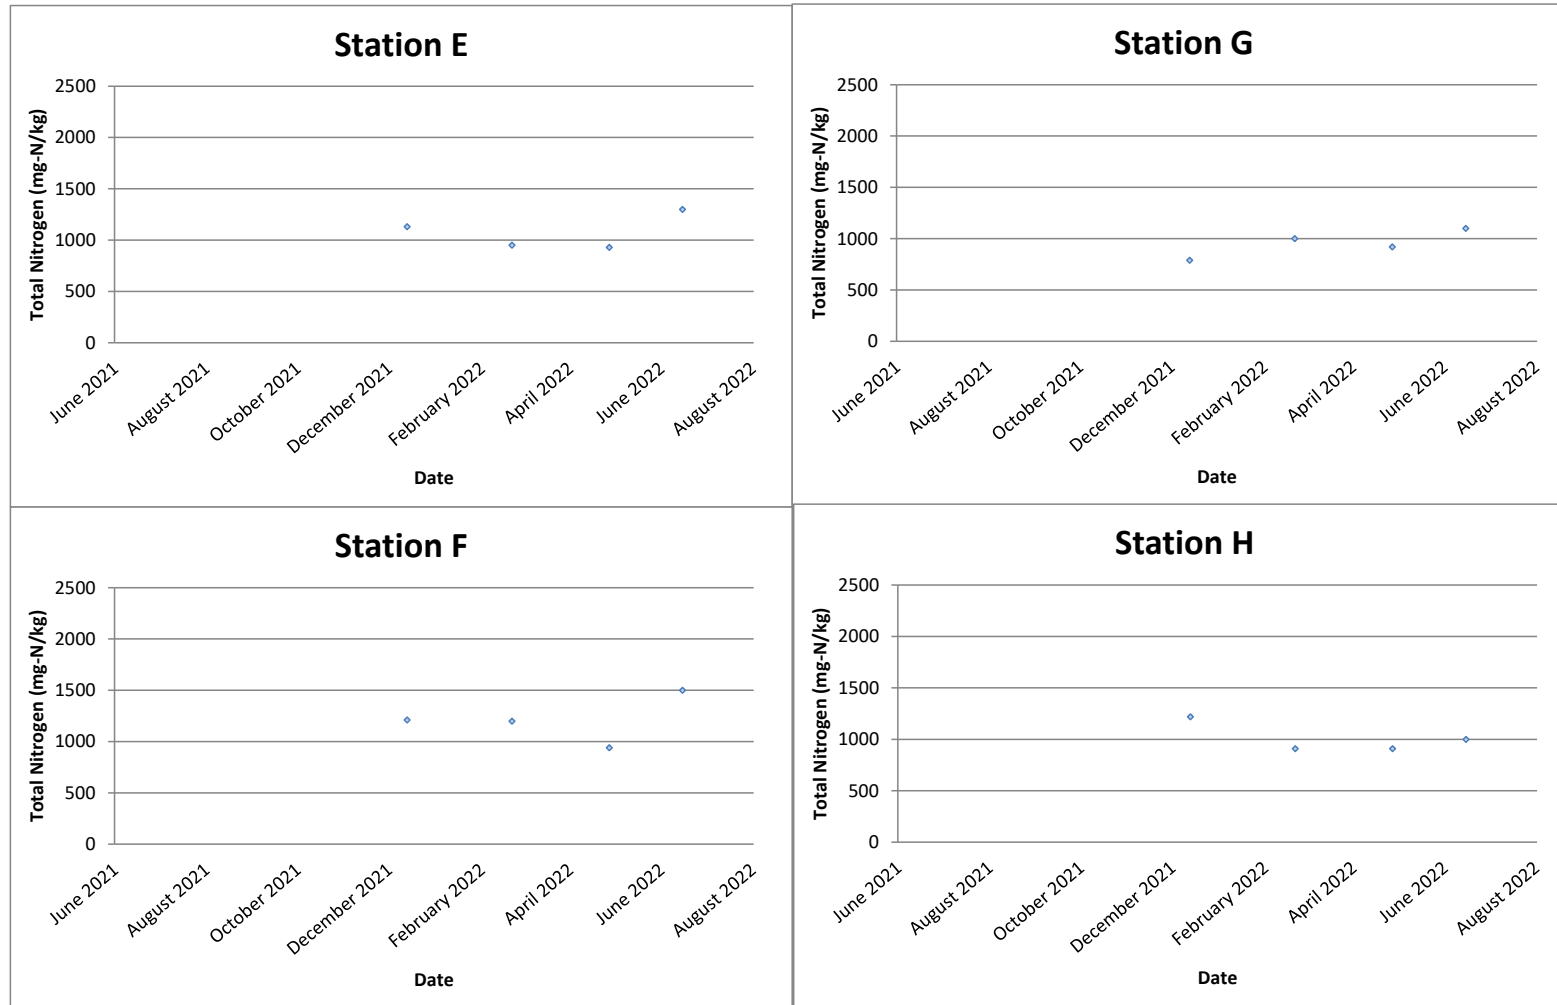 Station E
Total Nitrogen (mg-N/kg)
2500
2000
1500
1000
500
0
June 2021
August 2021
October 2021
December 2021
February 2022
April 2022
June 2022
August 2022
Date
Station G
Total Nitrogen (mg-N/kg)
2500
2000
1500
1000
500
0
June 2021
August 2021
October 2021
December 2021
February 2022
April 2022
June 2022
August 2022
Date
Station F
Total Nitrogen (mg-N/kg)
2500
2000
1500
1000
500
0
June 2021
August 2021
October 2021
December 2021
February 2022
April 2022
June 2022
August 2022
Date
Station H
Total Nitrogen (mg-N/kg)
2500
2000
1500
1000
500
0
June 2021
August 2021
October 2021
December 2021
February 2022
April 2022
June 2022
August 2022
Date